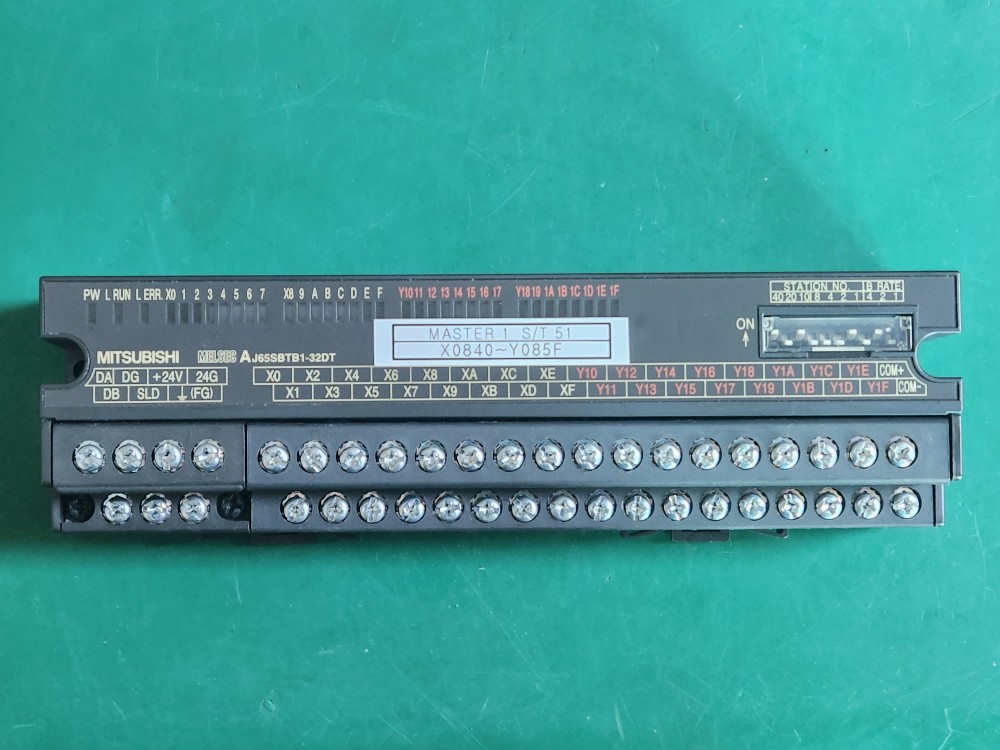 PW L RUN L ERR. X0 1 2 3 4 5 6 7 X8 9 A B C D E F Y10 11 12 13 14 15 16 17 Y18 19 1A 1B 1C 1D 1E 1F
STATION NO. B RATE
40 20 10 8 4 2 1 4 2 1
ON
MASTER 1 S/T 51
X0840~Y085F
MITSUBISHI MELSEC AJ65SBTB1-32DT
DA DG +24V 24G X0 X2 X4 X6 X8 XA XC XE Y10 Y12 Y14 Y16 Y18 Y1A Y1C Y1E COM+
DB SLD (FG) X1 X3 X5 X7 X9 XB XD XF Y11 Y13 Y15 Y17 Y19 Y1B Y1D Y1F COM-